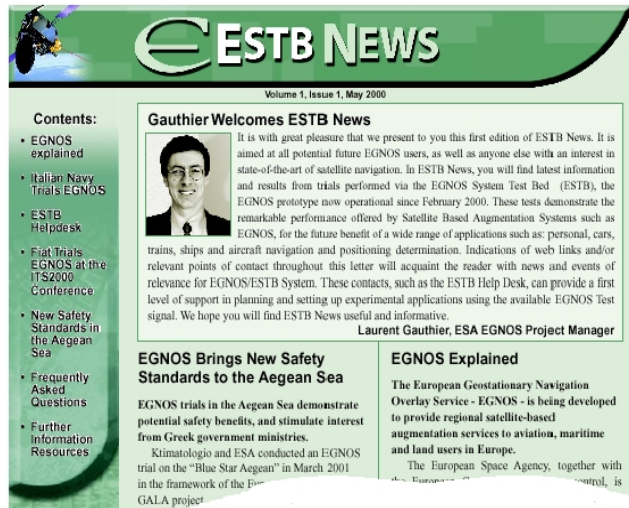 ESTB NEWS
Volume 1, Issue 1, May 2000
Contents:
• EGNOS
explained
• Italian Navy
Trials EGNOS
• ESTB
Helpdesk
• Fiat Trials
EGNOS at the
ITS2000
Conference
• New Safety
Standards in
the Aegean
Sea
• Frequently
Asked
Questions
• Further
Information
Resources
Gauthier Welcomes ESTB News
It is with great pleasure that we present to you this first edition of ESTB News. It is
aimed at all potential future EGNOS users, as well as anyone else with an interest in
state-of-the-art of satellite navigation. In ESTB News, you will find latest information
and results from trials performed via the EGNOS System Test Bed (ESTB), the
EGNOS prototype now operational since February 2000. These tests demonstrate the
remarkable performance offered by Satellite Based Augmentation Systems such as
EGNOS, for the future benefit of a wide range of applications such as: personal, cars,
trains, ships and aircraft navigation and positioning determination. Indications of web links and/or
relevant points of contact throughout this letter will acquaint the reader with news and events of
relevance for EGNOS/ESTB System. These contacts, such as the ESTB Help Desk, can provide a first
level of support in planning and setting up experimental applications using the available EGNOS Test
signal. We hope you will find ESTB News useful and informative.
Laurent Gauthier, ESA EGNOS Project Manager
EGNOS Brings New Safety
Standards to the Aegean Sea
EGNOS trials in the Aegean Sea demonstrate
potential safety benefits, and stimulate interest
from Greek government ministries.
Ktimatologio and ESA conducted an EGNOS
trial on the “Blue Star Aegean” in March 2001
in the framework of the
GALA project
EGNOS Explained
The European Geostationary Navigation
Overlay Service - EGNOS - is being developed
to provide regional satellite-based
augmentation services to aviation, maritime
and land users in Europe.
The European Space Agency, together with
is